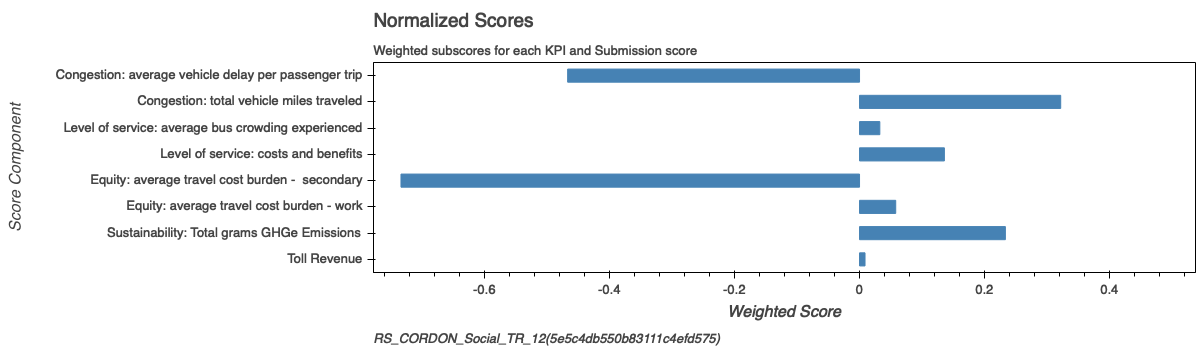 Normalized Scores
Weighted subscores for each KPI and Submission score
Score Component
Congestion: average vehicle delay per passenger trip
Congestion: total vehicle miles traveled
Level of service: average bus crowding experienced
Level of service: costs and benefits
Equity: average travel cost burden -  secondary
Equity: average travel cost burden - work
Sustainability: Total grams GHGe Emissions
Toll Revenue
-0.6 -0.4 -0.2 0 0.2 0.4
Weighted Score
RS_CORDON_Social_TR_12(5e5c4db550b83111c4efd575)